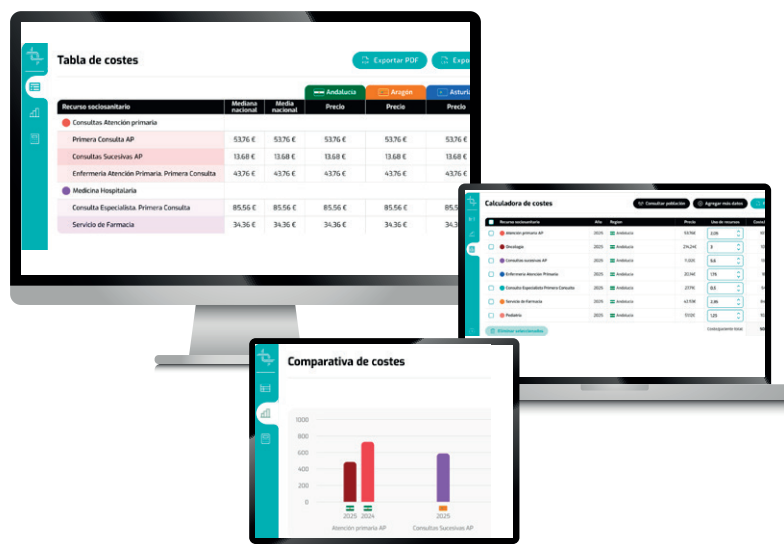 Tabla de costes
Exportar PDF Expo
Andalucía Aragón Asturia
Recurso sociosanitario Mediana nacional Media nacional Precio Precio Precio
Consultas Atención primaria
Primera Consulta AP 53,76 € 53,76 € 53,76 € 53,76 € 53,76 €
Consultas Sucesivas AP 13,68 € 13,68 € 13,68 € 13,68 € 13,68 €
Enfermería Atención Primaria. Primera Consulta 43,76 € 43,76 € 43,76 € 43,76 € 43,76 €
Medicina Hospitalaria
Consulta Especialista. Primera Consulta 85,56 € 85,56 € 85,56 € 85,56 € 85,5
Servicio de Farmacia 34,36 € 34,36 € 34,36 € 34,36 € 34,3
Calculadora de costes
Consultar población Agregar más datos
Recurso sociosanitario Año Region Precio Uso de recursos
Atención primaria AP 2025 Andalucía
Oncología 2025 Andalucía 3
Consultas sucesivas AP 2025 Andalucía
Enfermería Atención Primaria 2025 Andalucía
Consulta Especialista Primera Consulta 2025 Andalucía
Servicio de Farmacia 2025 Andalucía
Pediatría 2025 Andalucía 1,25
Eliminar seleccionados
Comparativa de costes
1000
800
600
400
200
0
2025 2024 2025
Atención primaria AP Consultas Sucesivas AP